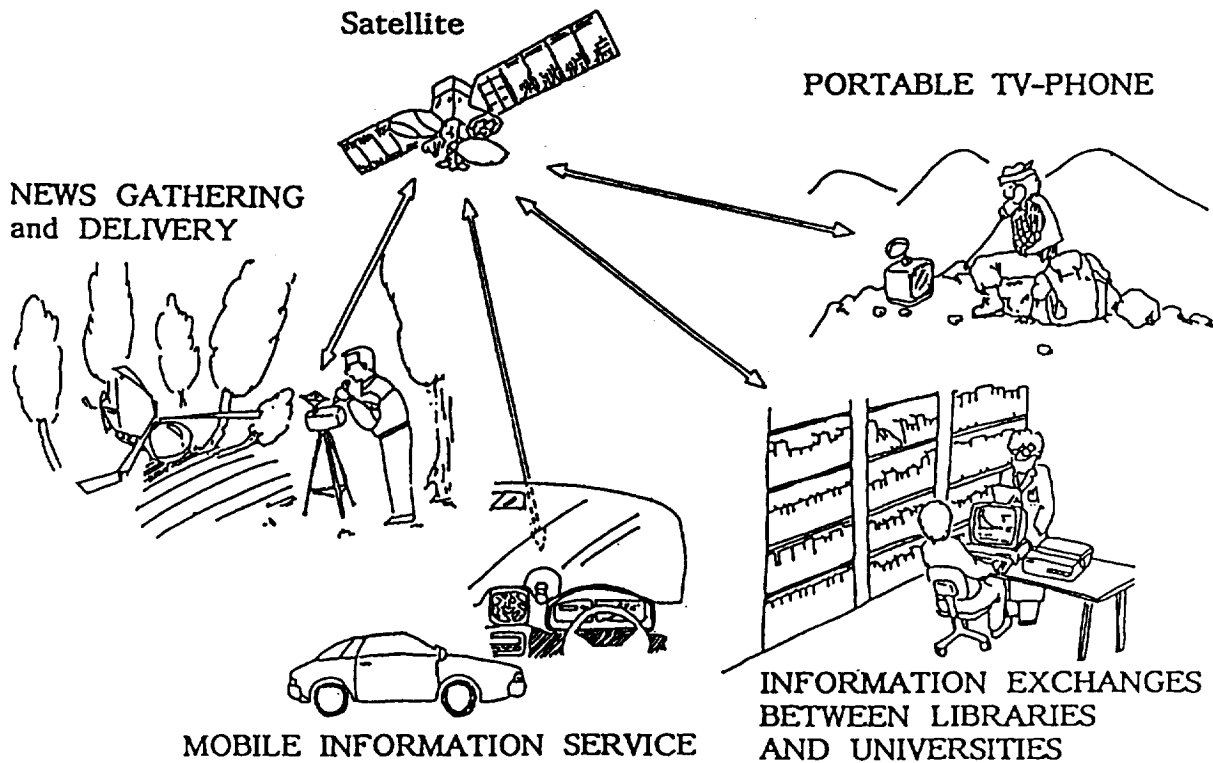 Satellite
PORTABLE TV-PHONE
NEWS GATHERING
and DELIVERY
MOBILE INFORMATION SERVICE
INFORMATION EXCHANGES
BETWEEN LIBRARIES
AND UNIVERSITIES